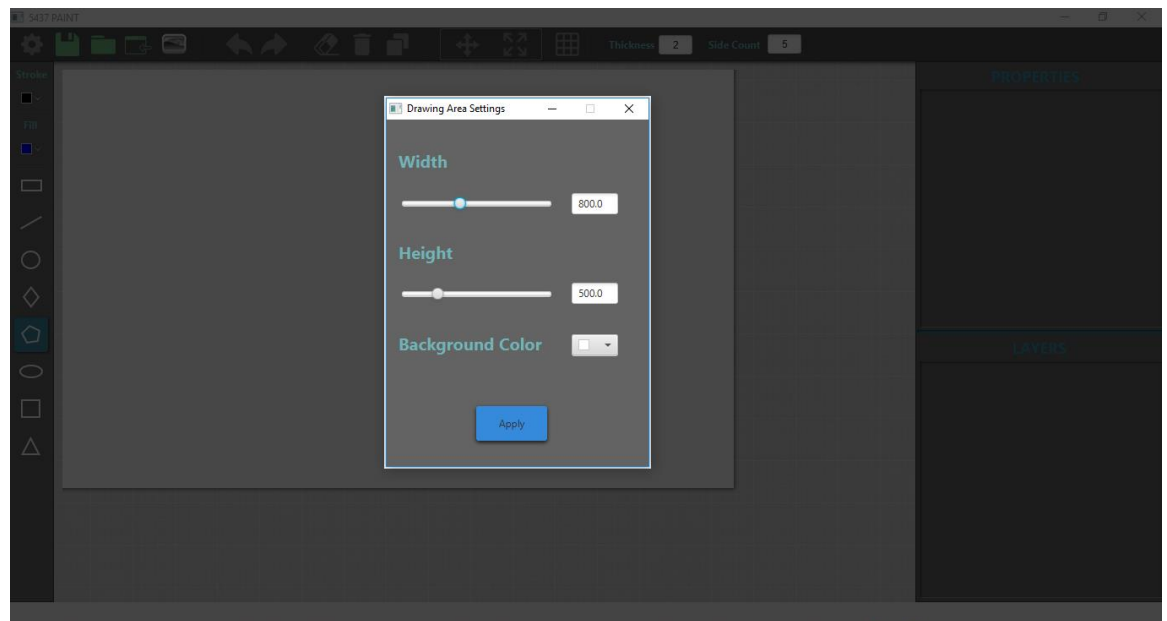 5437 PAINT
Thickness 2 Side Count 5
Stroke
Fill
PROPERTIES
LAYERS
Drawing Area Settings
Width
800.0
Height
500.0
Background Color
Apply